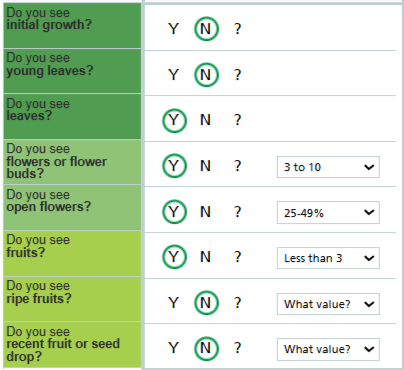 Do you see
initial growth?
Y N ?
Do you see
young leaves?
Y N ?
Do you see
leaves?
Y N ?
Do you see
flowers or flower
buds?
Y N ? 3 to 10
Do you see
open flowers?
Y N ? 25-49%
Do you see
fruits?
Y N ? Less than 3
Do you see
ripe fruits?
Y N ? What value?
Do you see
recent fruit or seed
drop?
Y N ? What value?